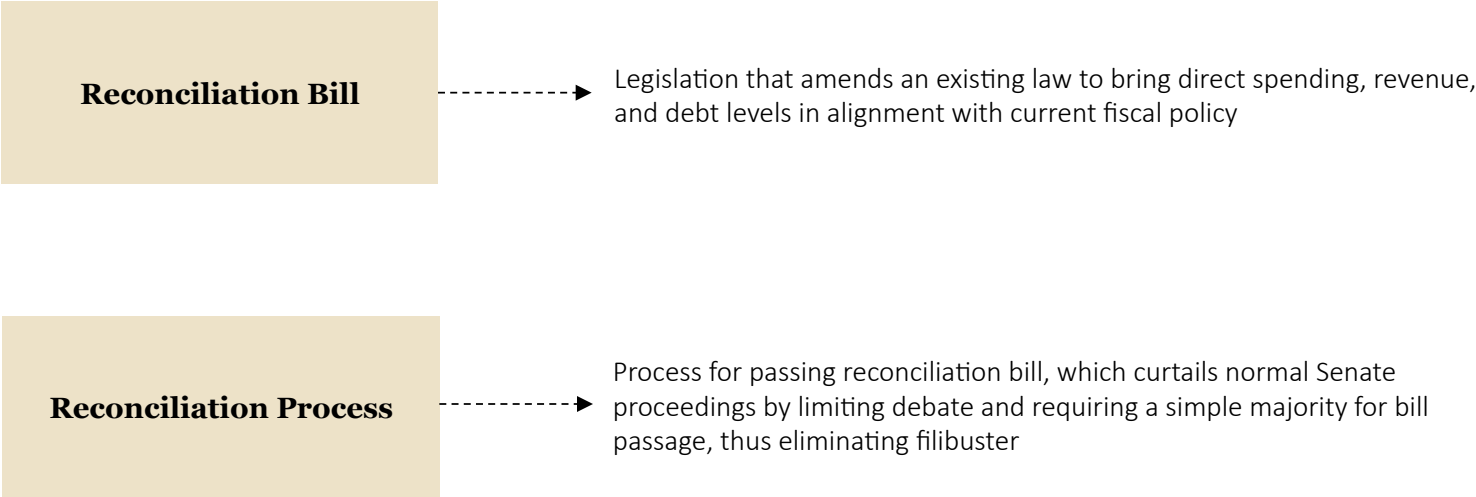 Reconciliation Bill
Legislation that amends an existing law to bring direct spending, revenue,
and debt levels in alignment with current fiscal policy
Reconciliation Process
Process for passing reconciliation bill, which curtails normal Senate
proceedings by limiting debate and requiring a simple majority for bill
passage, thus eliminating filibuster